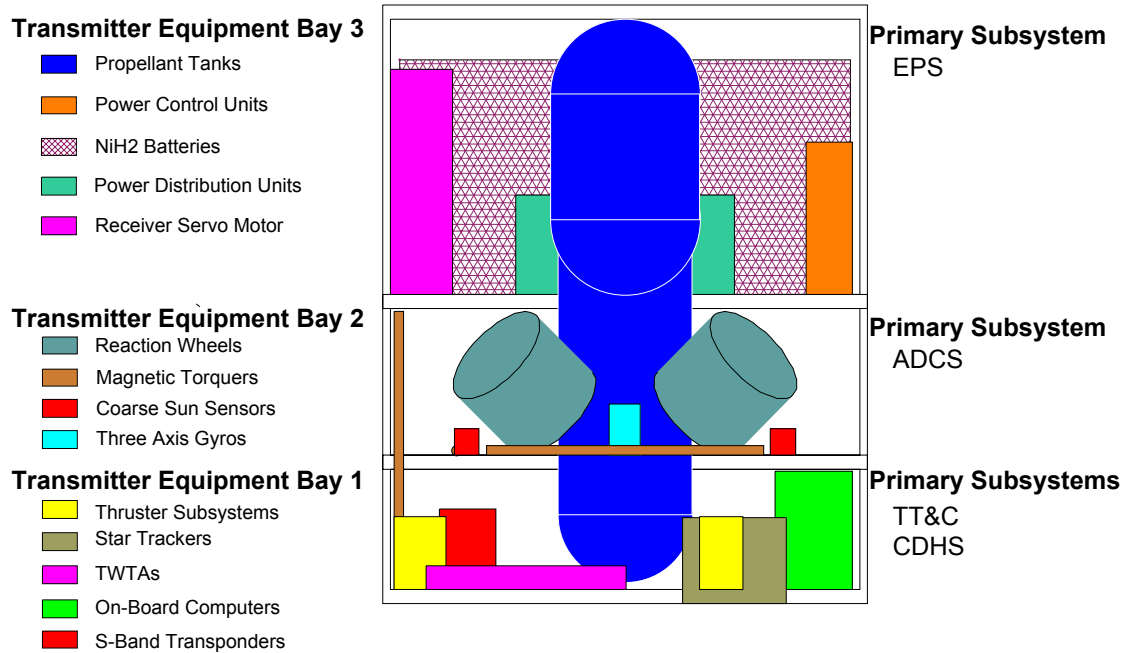 Transmitter Equipment Bay 3
Propellant Tanks
Power Control Units
NiH2 Batteries
Power Distribution Units
Receiver Servo Motor
Primary Subsystem
EPS
Transmitter Equipment Bay 2
Reaction Wheels
Magnetic Torquers
Coarse Sun Sensors
Three Axis Gyros
Primary Subsystem
ADCS
Transmitter Equipment Bay 1
Thruster Subsystems
Star Trackers
TWTAs
On-Board Computers
S-Band Transponders
Primary Subsystems
TT&C
CDHS